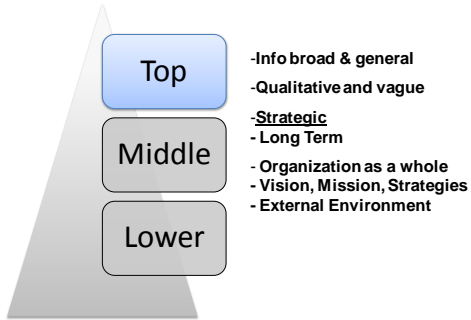 Top
Middle
Lower
-Info broad & general
-Qualitative and vague
-Strategic
- Long Term
- Organization as a whole
- Vision, Mission, Strategies
- External Environment